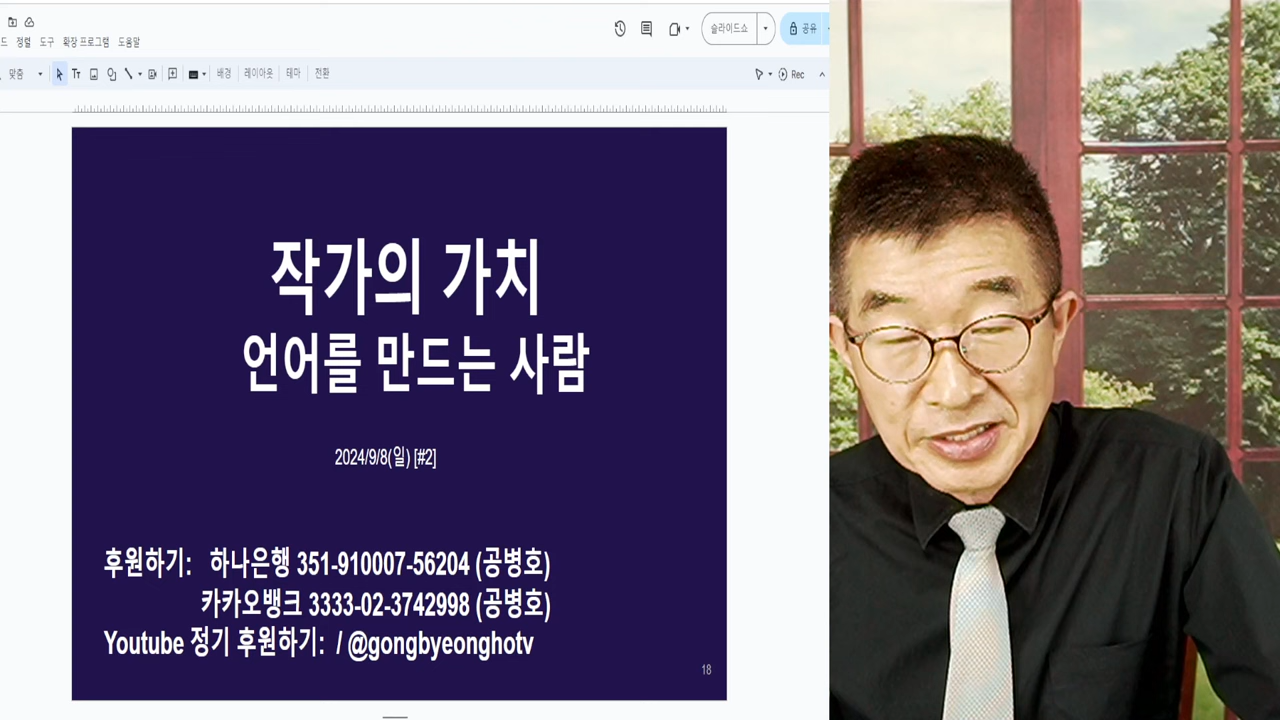 드 정렬 도구 확장 프로그램 도움말
슬라이드쇼
공유
맞춤
배경 레이아웃 테마 전환
Rec
작가의 가치
언어를 만드는 사람
2024/9/8(일) [#2]
후원하기: 하나은행 351-910007-56204 (공병호)
카카오뱅크 3333-02-3742998 (공병호)
Youtube 정기 후원하기: / @gongbyeonghotv
18